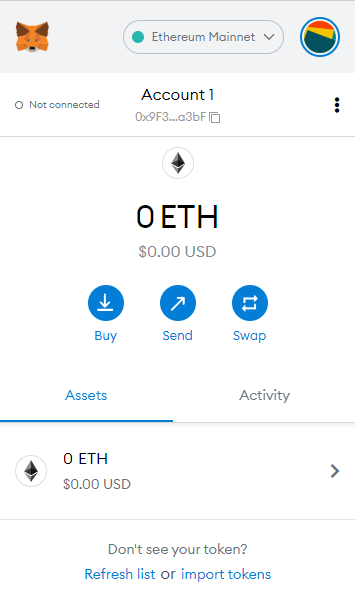 Ethereum Mainnet
Not connected
Account 1
0x9F3...a3bF
0 ETH
$0.00 USD
Buy Send Swap
Assets Activity
0 ETH
$0.00 USD
Don't see your token?
Refresh list or import tokens